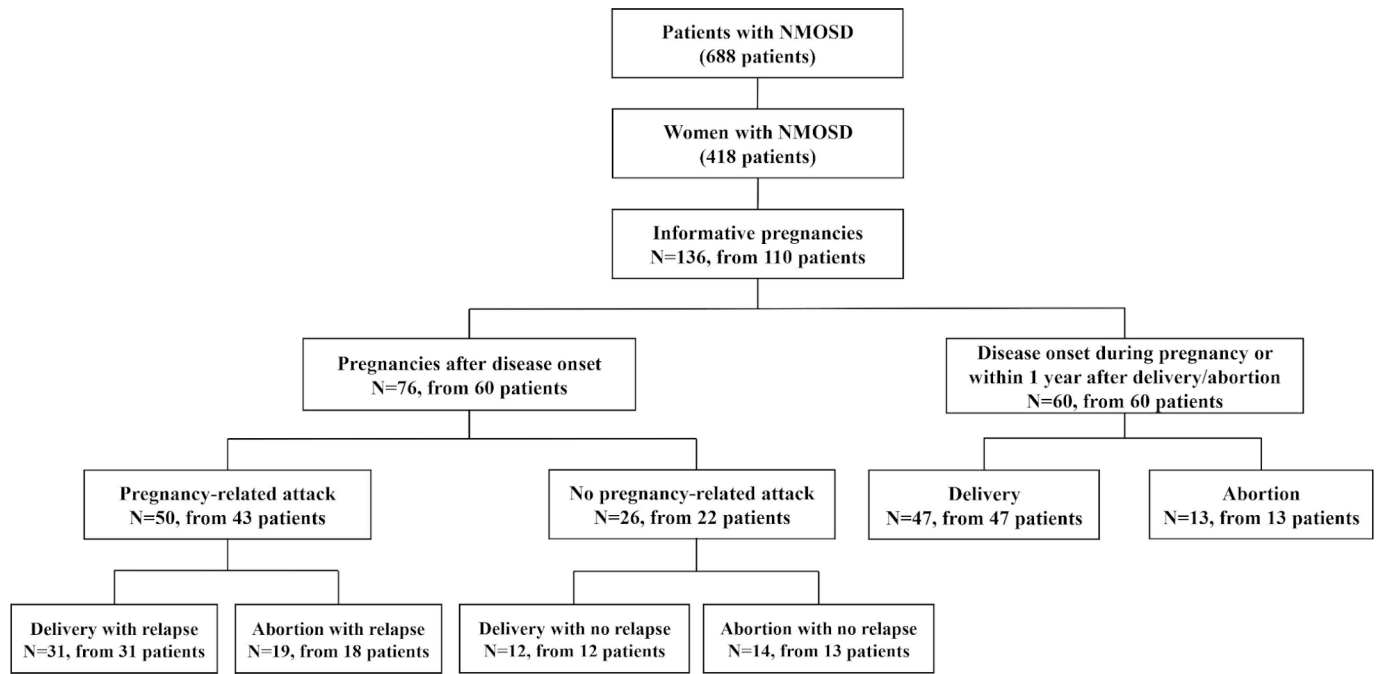 Patients with NMOSD
(688 patients)
Women with NMOSD
(418 patients)
Informative pregnancies
N=136, from 110 patients
Pregnancies after disease onset
N=76, from 60 patients
Disease onset during pregnancy or
within 1 year after delivery/abortion
N=60, from 60 patients
Pregnancy-related attack
N=50, from 43 patients
No pregnancy-related attack
N=26, from 22 patients
Delivery
N=47, from 47 patients
Abortion
N=13, from 13 patients
Delivery with relapse
N=31, from 31 patients
Abortion with relapse
N=19, from 18 patients
Delivery with no relapse
N=12, from 12 patients
Abortion with no relapse
N=14, from 13 patients